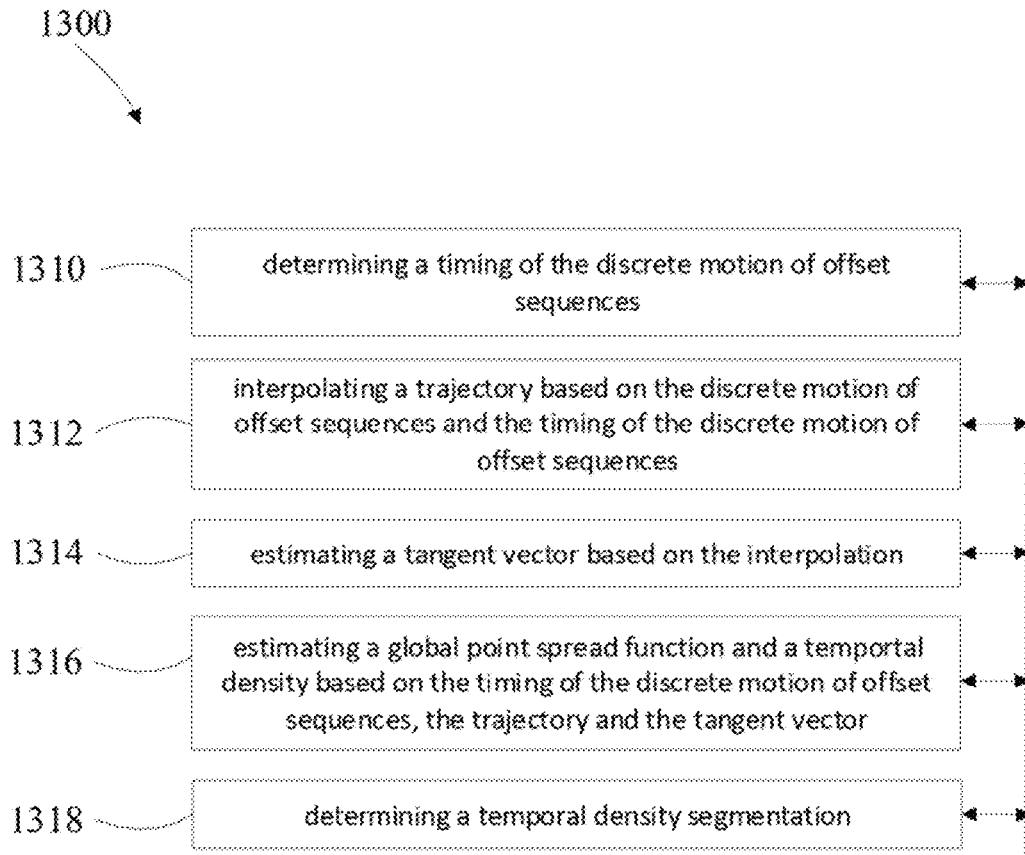 1300
1310
determining a timing of the discrete motion of offset
sequences
1312
interpolating a trajectory based on the discrete motion of
offset sequences and the timing of the discrete motion of
offset sequences
1314
estimating a tangent vector based on the interpolation
1316
estimating a global point spread function and a temportal
density based on the timing of the discrete motion of offset
sequences, the trajectory and the tangent vector
1318
determining a temporal density segmentation